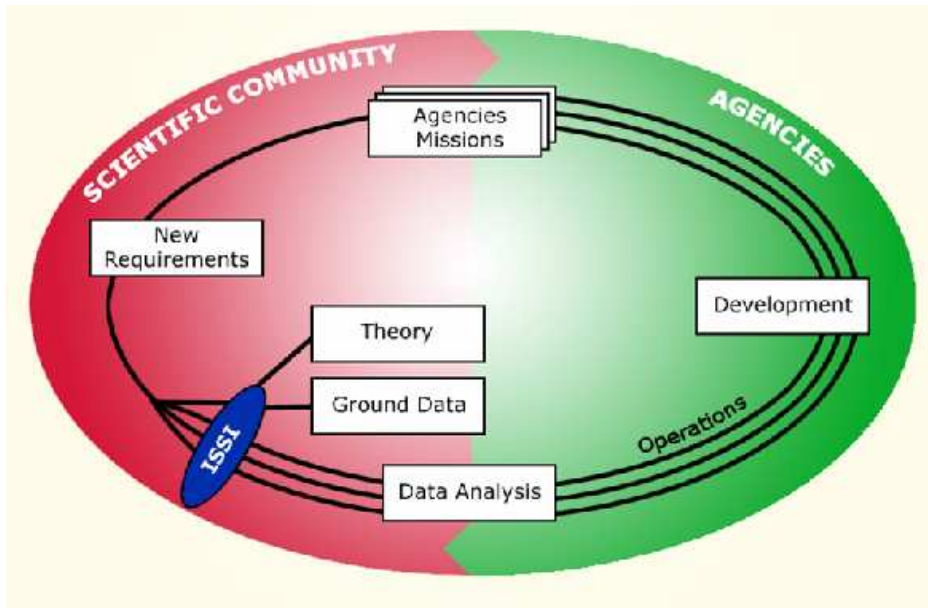 SCIENTIFIC COMMUNITY
AGENCIES
Agencies
Missions
New
Requirements
Development
Theory
Ground Data
ISSI
Operations
Data Analysis